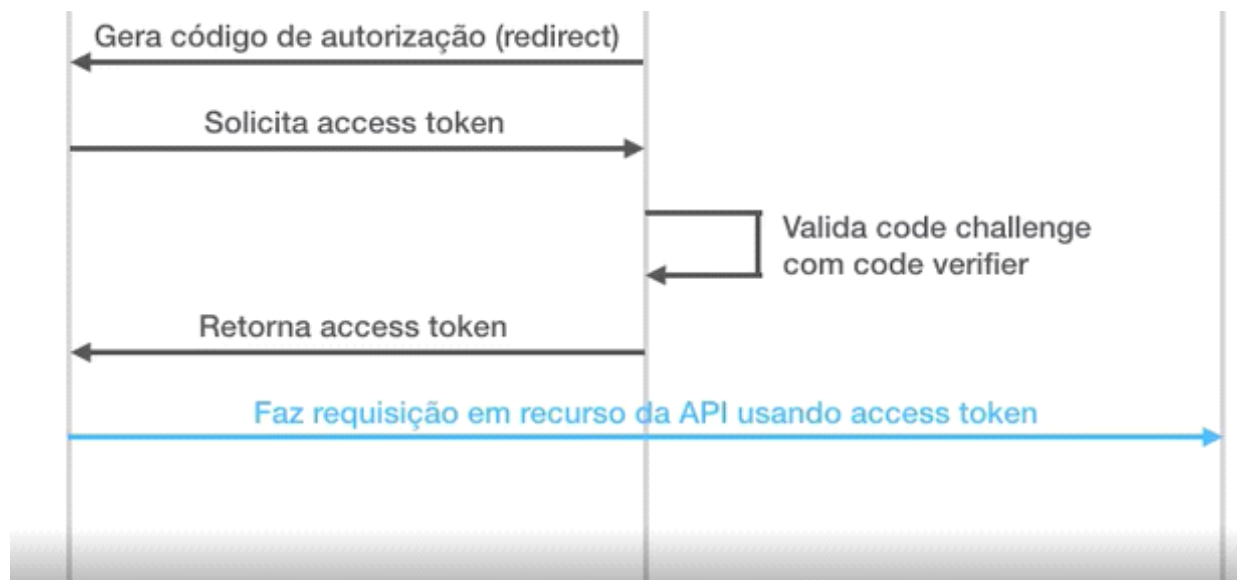 Gera código de autorização (redirect)
Solicita access token
Valida code challenge
com code verifier
Retorna access token
Faz requisição em recurso da API usando access token